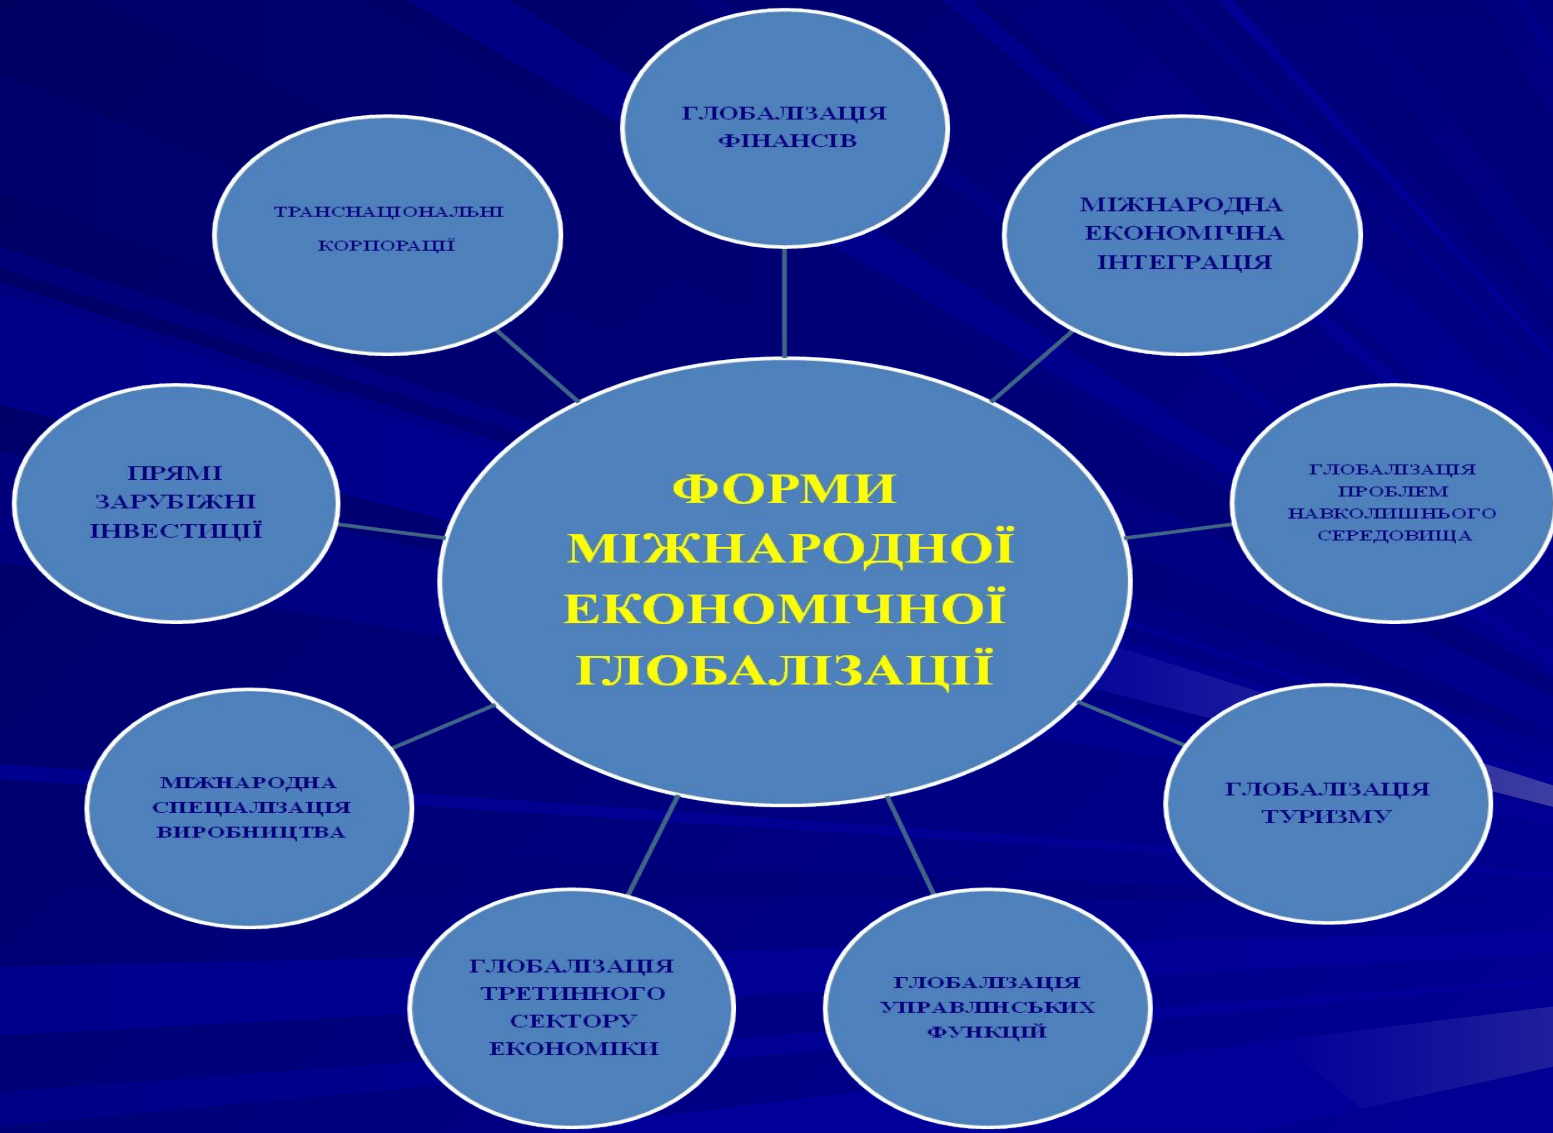 ГЛОБАЛІЗАЦІЯ
ФІНАНСІВ
ТРАНСНАЦІОНАЛЬНІ
КОРПОРАЦІЇ
МІЖНАРОДНА
ЕКОНОМІЧНА
ІНТЕГРАЦІЯ
ПРЯМІ
ЗАРУБІЖНІ
ІНВЕСТИЦІЇ
ФОРМИ
МІЖНАРОДНОЇ
ЕКОНОМІЧНОЇ
ГЛОБАЛІЗАЦІЇ
ГЛОБАЛІЗАЦІЯ
ПРОБЛЕМ
НАВКОЛИШНЬОГО
СЕРЕДОВИЩА
МІЖНАРОДНА
СПЕЦІАЛІЗАЦІЯ
ВИРОБНИЦТВА
ГЛОБАЛІЗАЦІЯ
ТУРИЗМУ
ГЛОБАЛІЗАЦІЯ
ТРЕТИННОГО
СЕКТОРУ
ЕКОНОМІКИ
ГЛОБАЛІЗАЦІЯ
УПРАВЛІНСЬКИХ
ФУНКЦІЙ